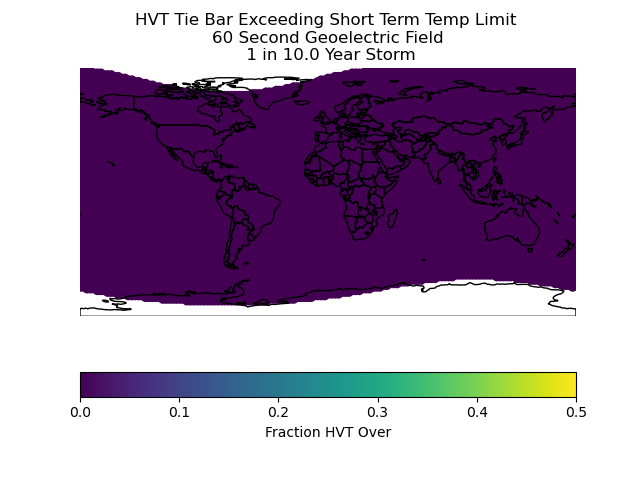 HVT Tie Bar Exceeding Short Term Temp Limit
60 Second Geoelectric Field
1 in 10.0 Year Storm
0.0 0.1 0.2 0.3 0.4 0.5
Fraction HVT Over